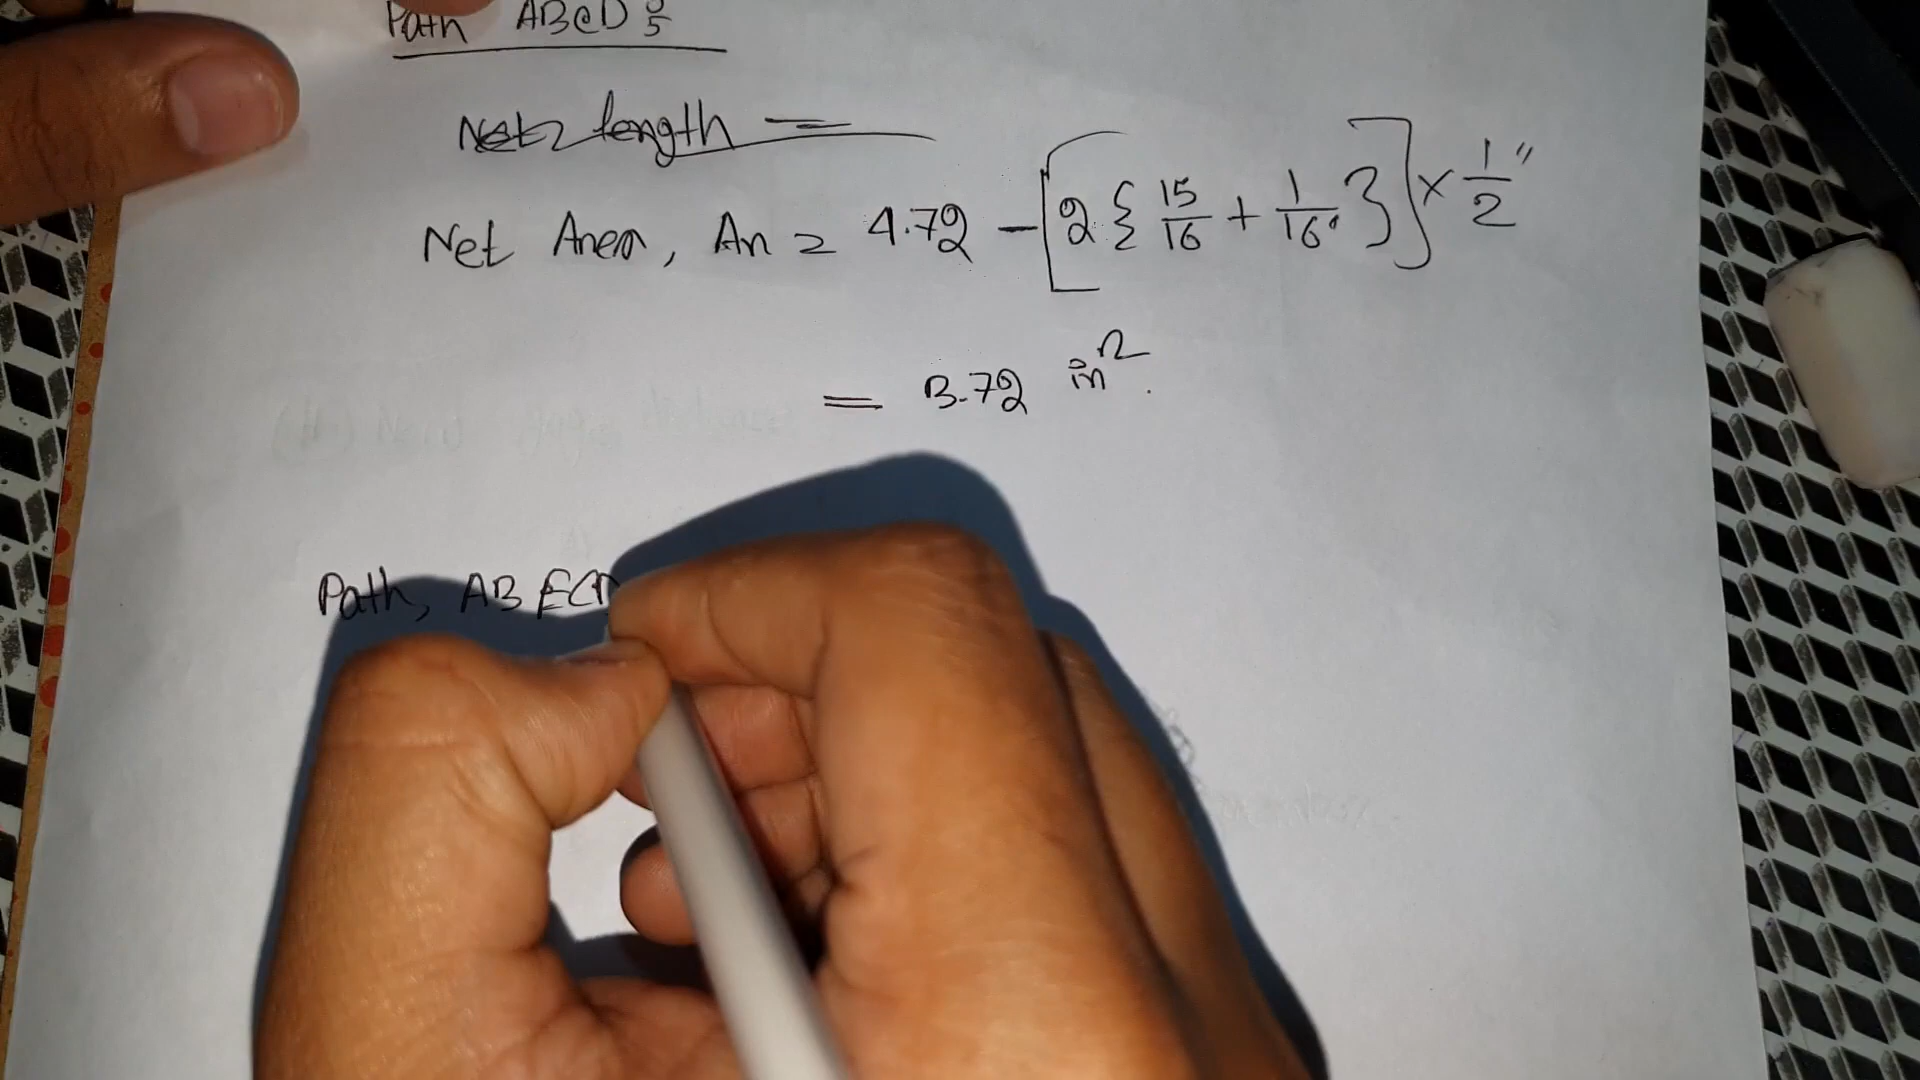 Path ABCD :
Net length =
Net Area, An = 4.72 - [2 { 15/16 + 1/16 }] × 1/2"
= 3.72 in²
Path, ABECD